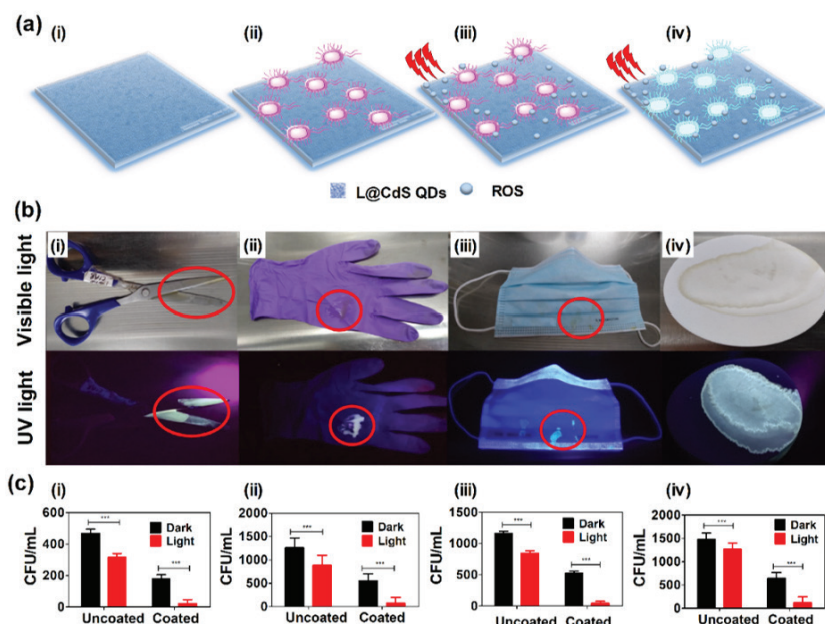 (a)
(i)
(ii)
(iii)
(iv)
L@CdS QDs
ROS
(b)
Visible light
(i)
(ii)
(iii)
(iv)
UV light
(c)
(i)
CFU/mL
600
400
200
0
***
***
Dark
Light
Uncoated
Coated
(ii)
CFU/mL
2000
1500
1000
500
0
***
***
Dark
Light
Uncoated
Coated
(iii)
CFU/mL
1500
1000
500
0
***
***
Dark
Light
Uncoated
Coated
(iv)
CFU/mL
2000
1500
1000
500
0
***
***
Dark
Light
Uncoated
Coated